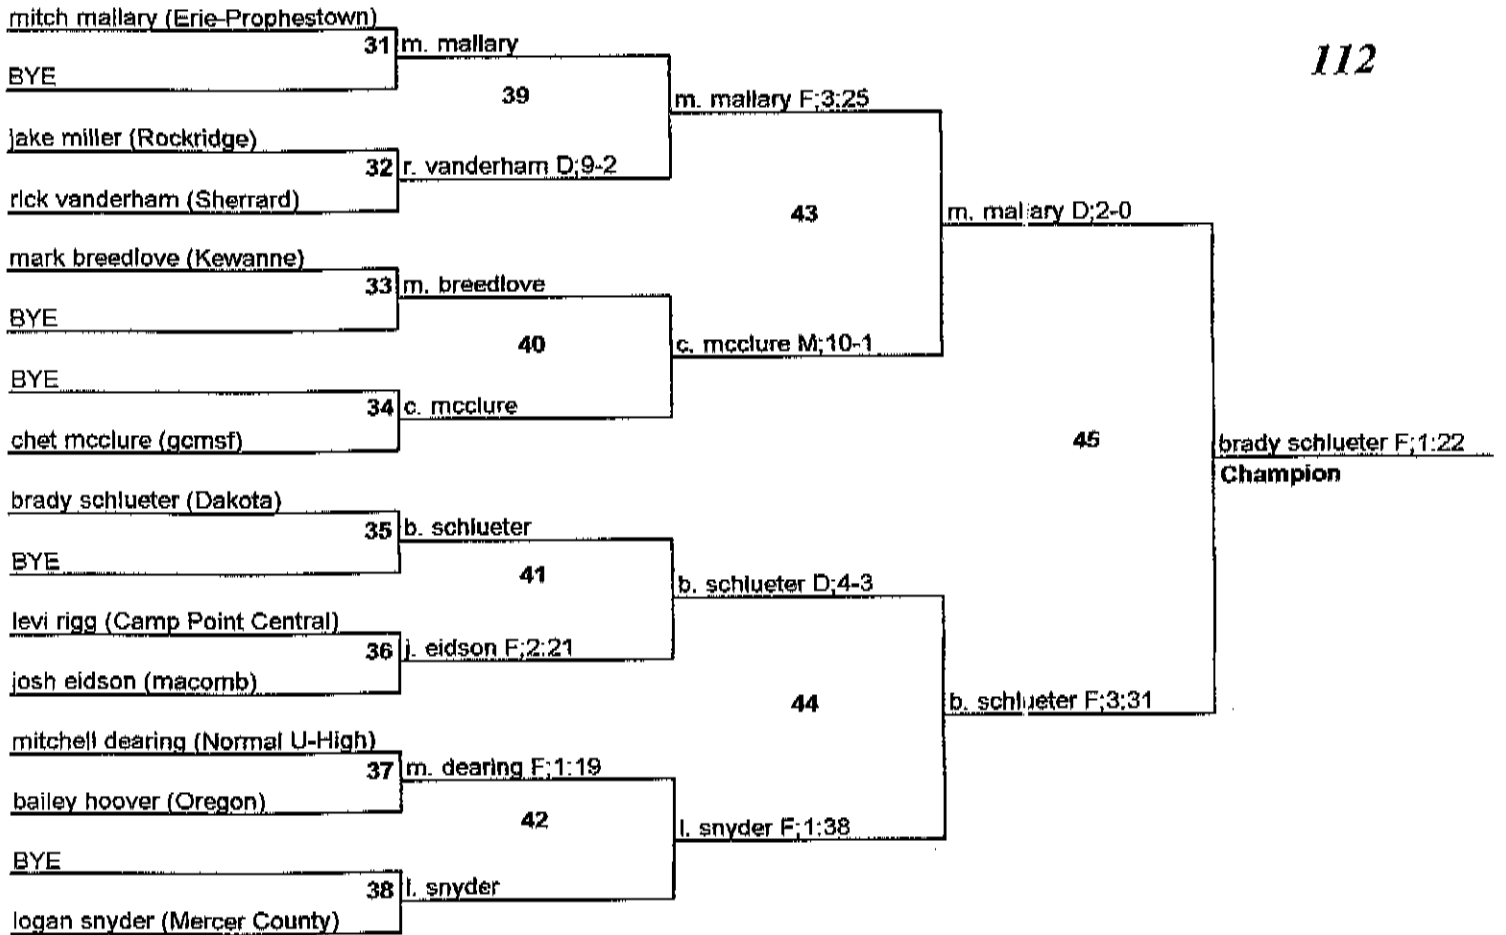 mitch mallary (Erie-Prophestown)
31 m. mallary
BYE
112
39
m. mallary F;3:25
jake miller (Rockridge)
32 r. vanderham D;9-2
rick vanderham (Sherrard)
43
m. mallary D;2-0
mark breedlove (Kewanne)
33 m. breedlove
BYE
40
c. mcclure M;10-1
BYE
34 c. mcclure
chet mcclure (gcmsf)
45
brady schlueter F;1:22
Champion
brady schlueter (Dakota)
35 b. schlueter
BYE
41
b. schlueter D;4-3
levi rigg (Camp Point Central)
36 j. eidson F;2:21
josh eidson (macomb)
44
b. schlueter F;3:31
mitchell dearing (Normal U-High)
37 m. dearing F;1:19
bailey hoover (Oregon)
42
l. snyder F;1:38
BYE
38 l. snyder
logan snyder (Mercer County)